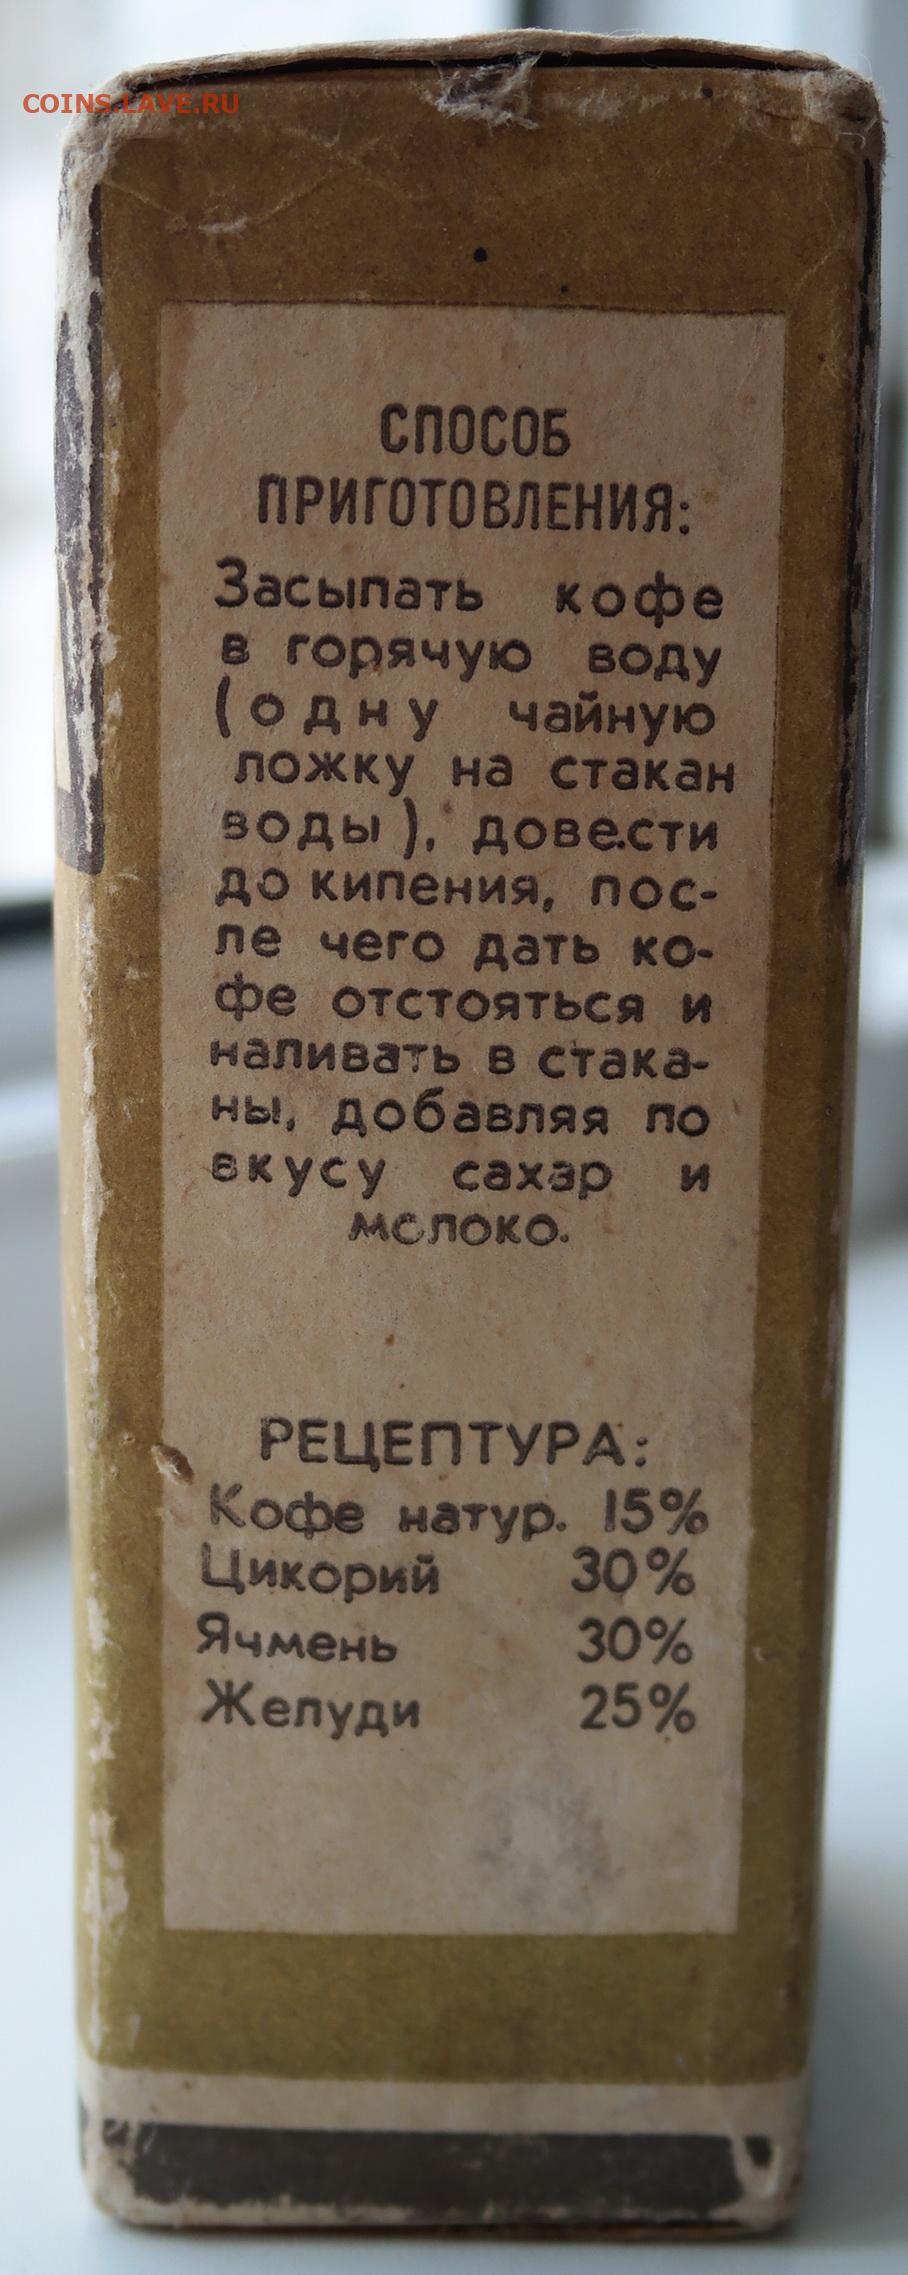 COINS.LAVE.RU
СПОСОБ
ПРИГОТОВЛЕНИЯ:
Засыпать кофе
в горячую воду
(одну чайную
ложку на стакан
воды), довести
до кипения, пос-
ле чего дать ко-
фе отстояться и
наливать в стака-
ны, добавляя по
вкусу сахар и
молоко.
РЕЦЕПТУРА:
Кофе натур. 15%
Цикорий 30%
Ячмень 30%
Желуди 25%